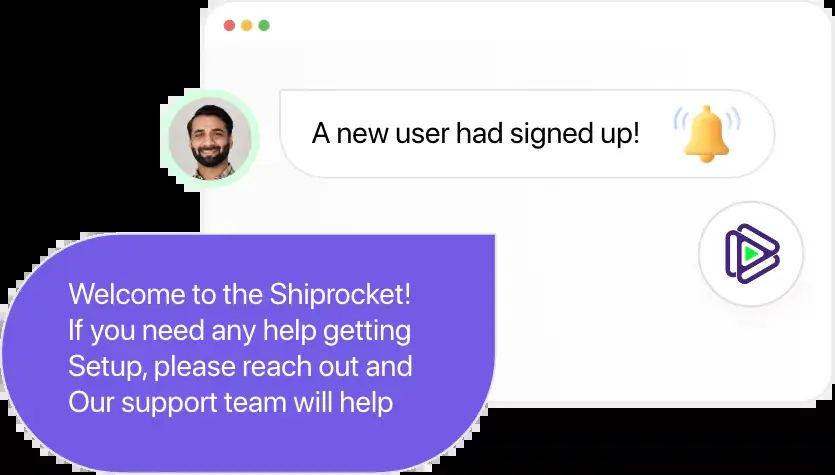 A new user had signed up!
Welcome to the Shiprocket!
If you need any help getting
Setup, please reach out and
Our support team will help